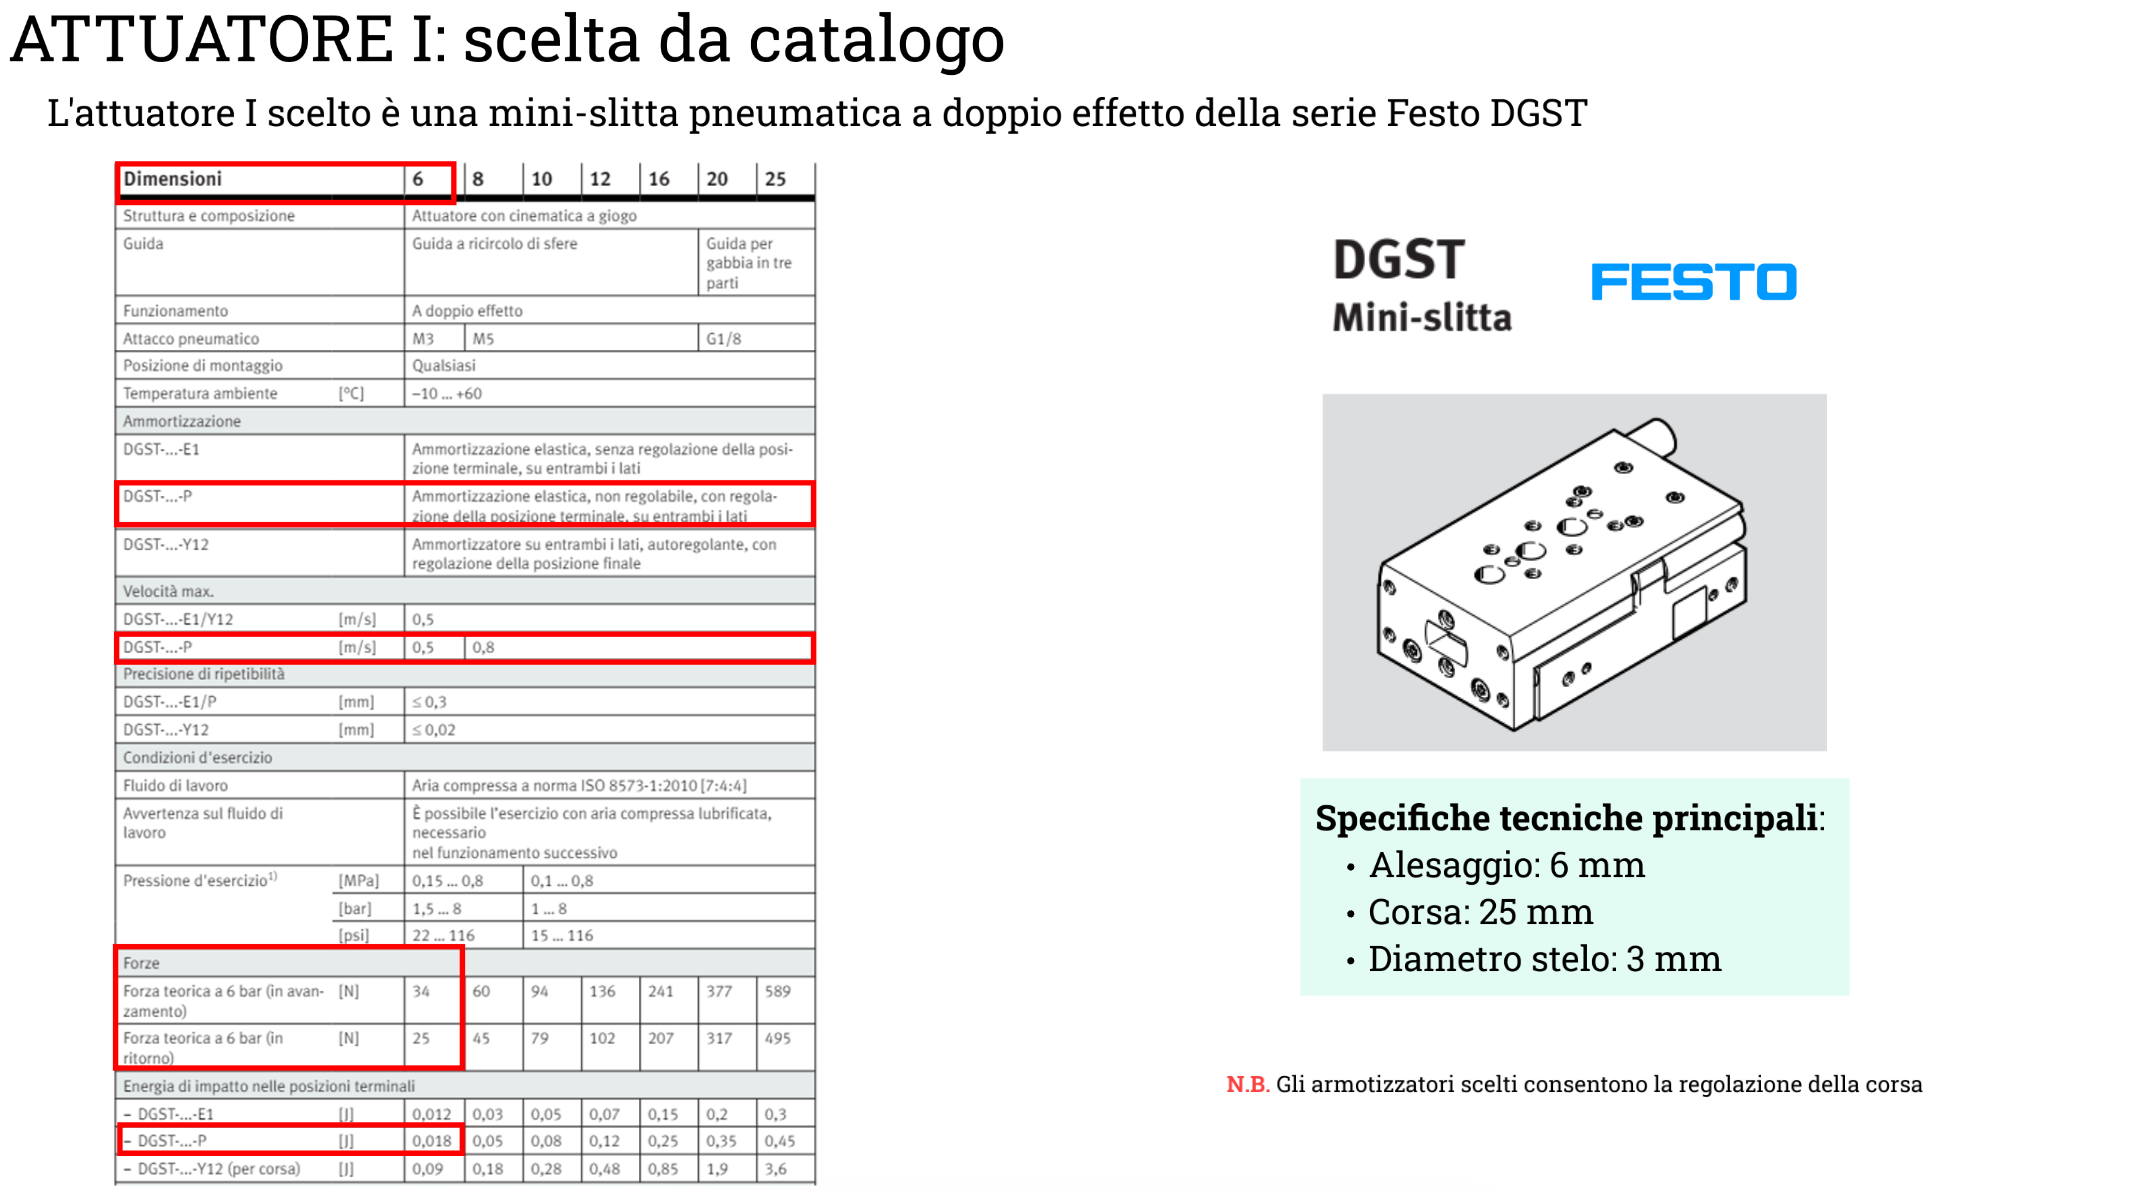 ATTUATORE I: scelta da catalogo
L'attuatore I scelto è una mini-slitta pneumatica a doppio effetto della serie Festo DGST
Dimensioni 6 8 10 12 16 20 25
Struttura e composizione Attuatore con cinematica a giogo
Guida Guida a ricircolo di sfere Guida per
gabbia in tre
parti
Funzionamento A doppio effetto
Attacco pneumatico M3 M5 G1/8
Posizione di montaggio Qualsiasi
Temperatura ambiente [°C] –10 ... +60
Ammortizzazione
DGST-...-E1 Ammortizzazione elastica, senza regolazione della posi-
zione terminale, su entrambi i lati
DGST-...-P Ammortizzazione elastica, non regolabile, con regola-
zione della posizione terminale, su entrambi i lati
DGST-...-Y12 Ammortizzatore su entrambi i lati, autoregolante, con
regolazione della posizione finale
Velocità max.
DGST-...-E1/Y12 [m/s] 0,5
DGST-...-P [m/s] 0,5 0,8
Precisione di ripetibilità
DGST-...-E1/P [mm] ≤ 0,3
DGST-...-Y12 [mm] ≤ 0,02
Condizioni d'esercizio
Fluido di lavoro Aria compressa a norma ISO 8573-1:2010 [7:4:4]
Avvertenza sul fluido di È possibile l'esercizio con aria compressa lubrificata,
lavoro necessario
nel funzionamento successivo
Pressione d'esercizio1) [MPa] 0,15 ... 0,8 0,1 ... 0,8
[bar] 1,5 ... 8 1 ... 8
[psi] 22 ... 116 15 ... 116
Forze
Forza teorica a 6 bar (in avan- [N] 34 60 94 136 241 377 589
zamento)
Forza teorica a 6 bar (in [N] 25 45 79 102 207 317 495
ritorno)
Energia di impatto nelle posizioni terminali
– DGST-...-E1 [J] 0,012 0,03 0,05 0,07 0,15 0,2 0,3
– DGST-...-P [J] 0,018 0,05 0,08 0,12 0,25 0,35 0,45
– DGST-...-Y12 (per corsa) [J] 0,09 0,18 0,28 0,48 0,85 1,9 3,6
DGST
Mini-slitta
FESTO
Specifiche tecniche principali:
• Alesaggio: 6 mm
• Corsa: 25 mm
• Diametro stelo: 3 mm
N.B. Gli armotizzatori scelti consentono la regolazione della corsa